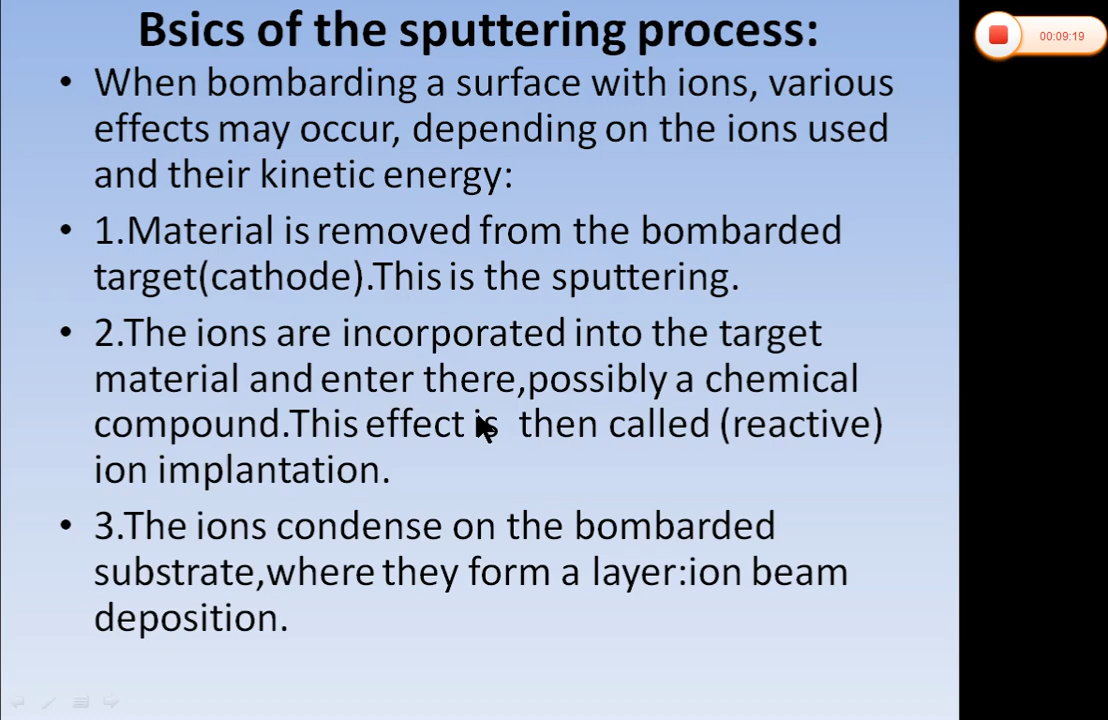 Bsics of the sputtering process:
• When bombarding a surface with ions, various
effects may occur, depending on the ions used
and their kinetic energy:
• 1.Material is removed from the bombarded
target(cathode).This is the sputtering.
• 2.The ions are incorporated into the target
material and enter there,possibly a chemical
compound.This effect is then called (reactive)
ion implantation.
• 3.The ions condense on the bombarded
substrate,where they form a layer:ion beam
deposition.
00:09:19